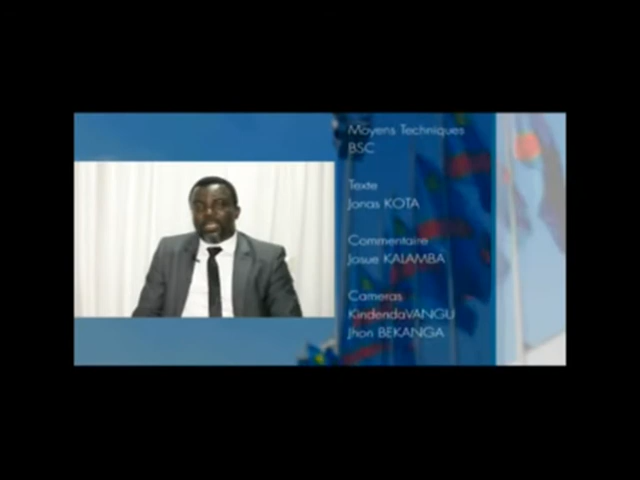 Moyens Techniques
BSC
Texte
Jonas KOTA
Commentaire
Josue KALAMBA
Cameras
KindendaVANGU
Jhon BEKANGA